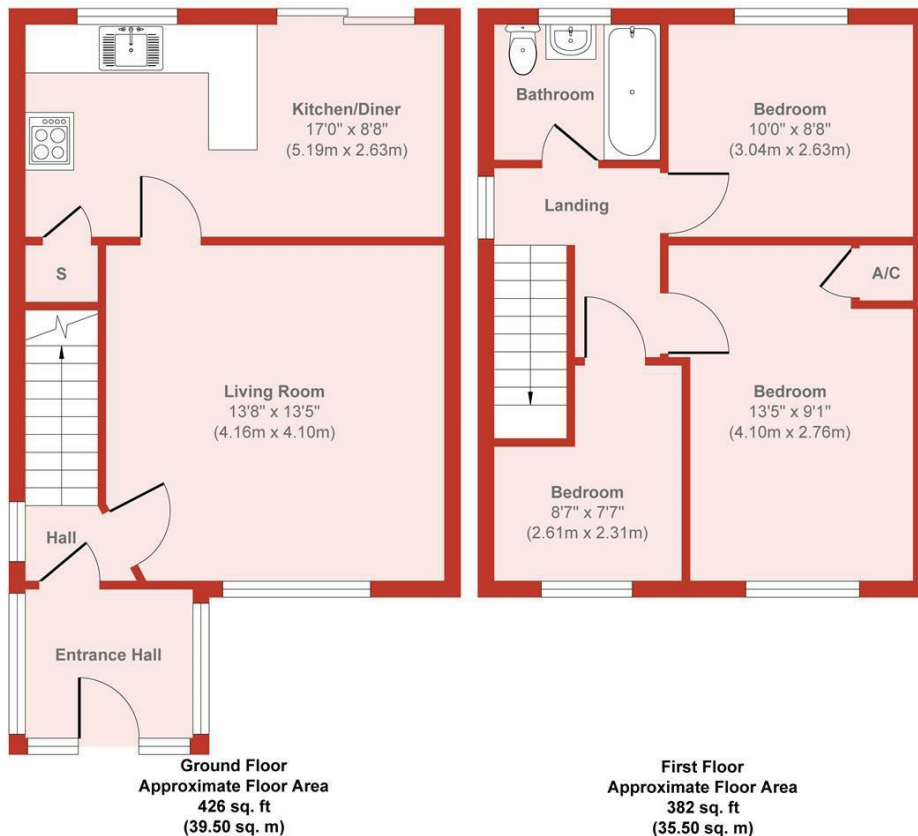 Kitchen/Diner
17'0" x 8'8"
(5.19m x 2.63m)
S
Living Room
13'8" x 13'5"
(4.16m x 4.10m)
Hall
Entrance Hall
Ground Floor
Approximate Floor Area
426 sq. ft
(39.50 sq. m)
Bathroom
Bedroom
10'0" x 8'8"
(3.04m x 2.63m)
Landing
A/C
Bedroom
13'5" x 9'1"
(4.10m x 2.76m)
Bedroom
8'7" x 7'7"
(2.61m x 2.31m)
First Floor
Approximate Floor Area
382 sq. ft
(35.50 sq. m)